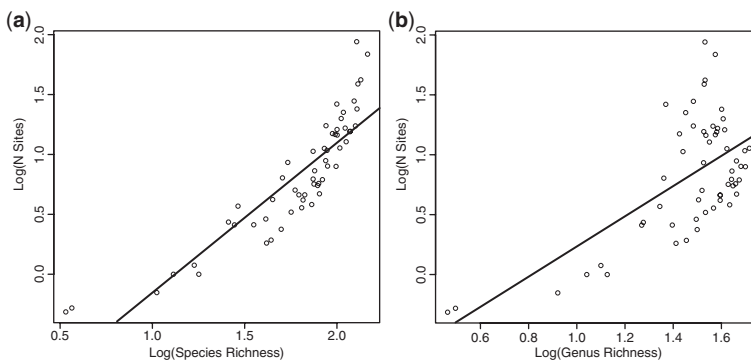 (a)
Log(N Sites)
2.0
1.5
1.0
0.5
0.0
0.5 1.0 1.5 2.0
Log(Species Richness)
(b)
Log(N Sites)
2.0
1.5
1.0
0.5
0.0
0.6 0.8 1.0 1.2 1.4 1.6
Log(Genus Richness)